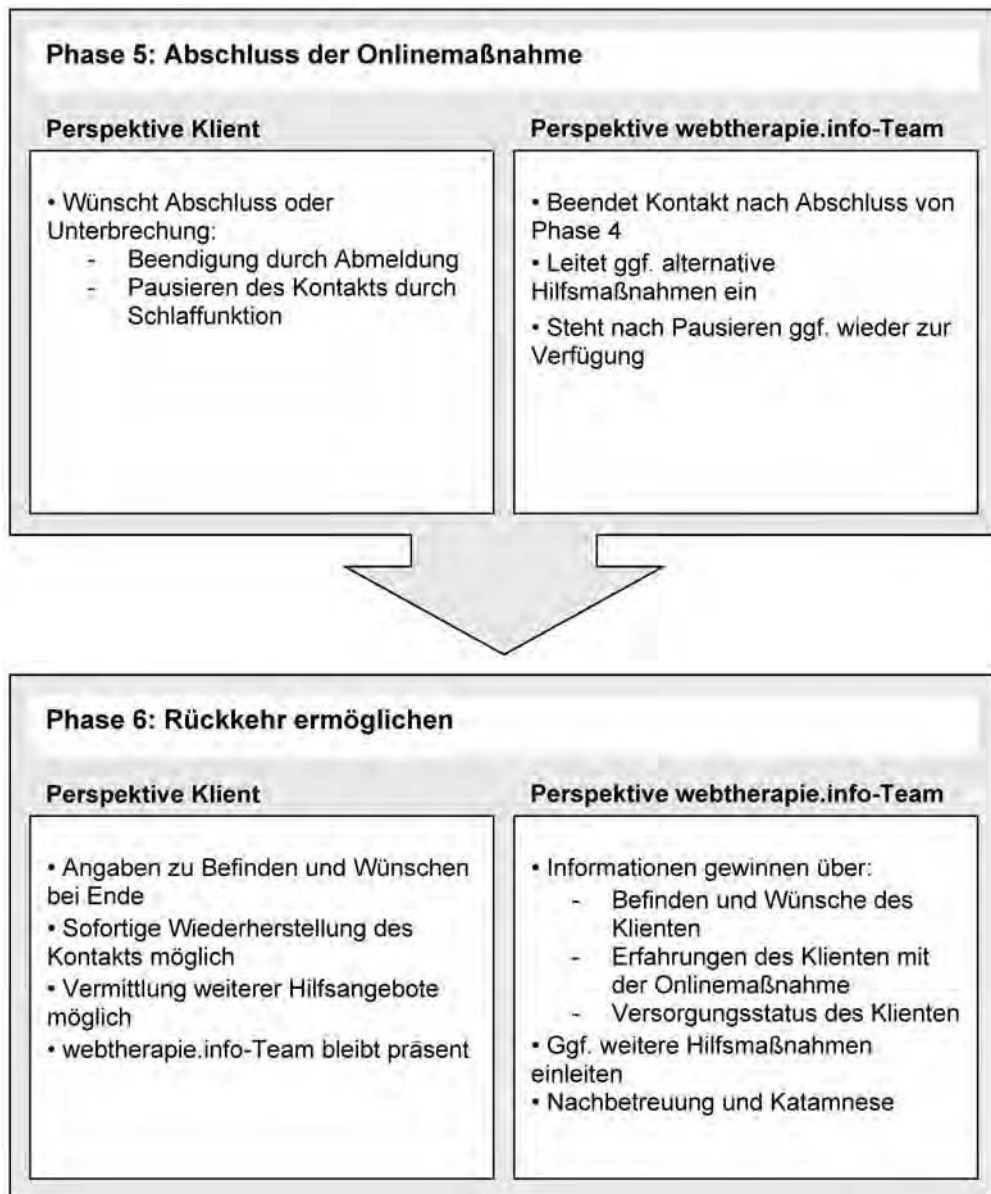 Phase 5: Abschluss der Onlinemaßnahme
Perspektive Klient
• Wünscht Abschluss oder
Unterbrechung:
- Beendigung durch Abmeldung
- Pausieren des Kontakts durch
Schlaffunktion
Perspektive webtherapie.info-Team
• Beendet Kontakt nach Abschluss von
Phase 4
• Leitet ggf. alternative
Hilfsmaßnahmen ein
• Steht nach Pausieren ggf. wieder zur
Verfügung
Phase 6: Rückkehr ermöglichen
Perspektive Klient
• Angaben zu Befinden und Wünschen
bei Ende
• Sofortige Wiederherstellung des
Kontakts möglich
• Vermittlung weiterer Hilfsangebote
möglich
• webtherapie.info-Team bleibt präsent
Perspektive webtherapie.info-Team
• Informationen gewinnen über:
- Befinden und Wünsche des
Klienten
- Erfahrungen des Klienten mit
der Onlinemaßnahme
- Versorgungsstatus des Klienten
• Ggf. weitere Hilfsmaßnahmen
einleiten
• Nachbetreuung und Katamnese